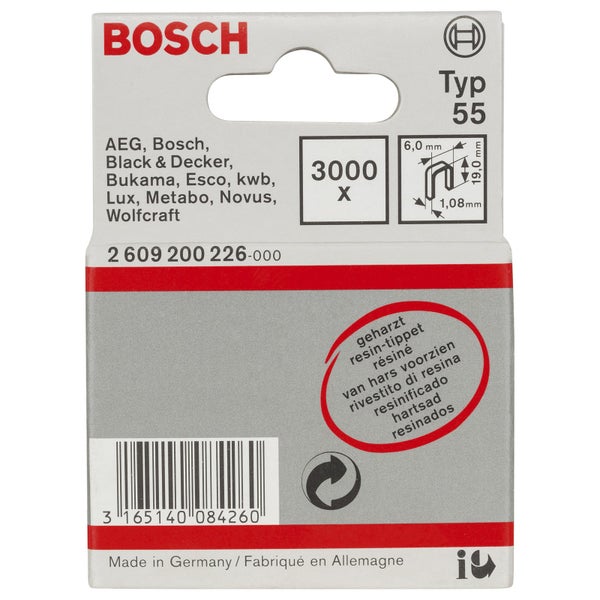 BOSCH
Typ
55
AEG, Bosch,
Black & Decker,
Bukama, Esco, kwb,
Lux, Metabo, Novus,
Wolfcraft
3000
x
6,0 mm
19,0 mm
1,08mm
2 609 200 226-000
geharzt
resin-tippet
résiné
van hars voorzien
rivestito di resina
resinificado
hartsad
resinados
3 165140 084260
Made in Germany / Fabriqué en Allemagne